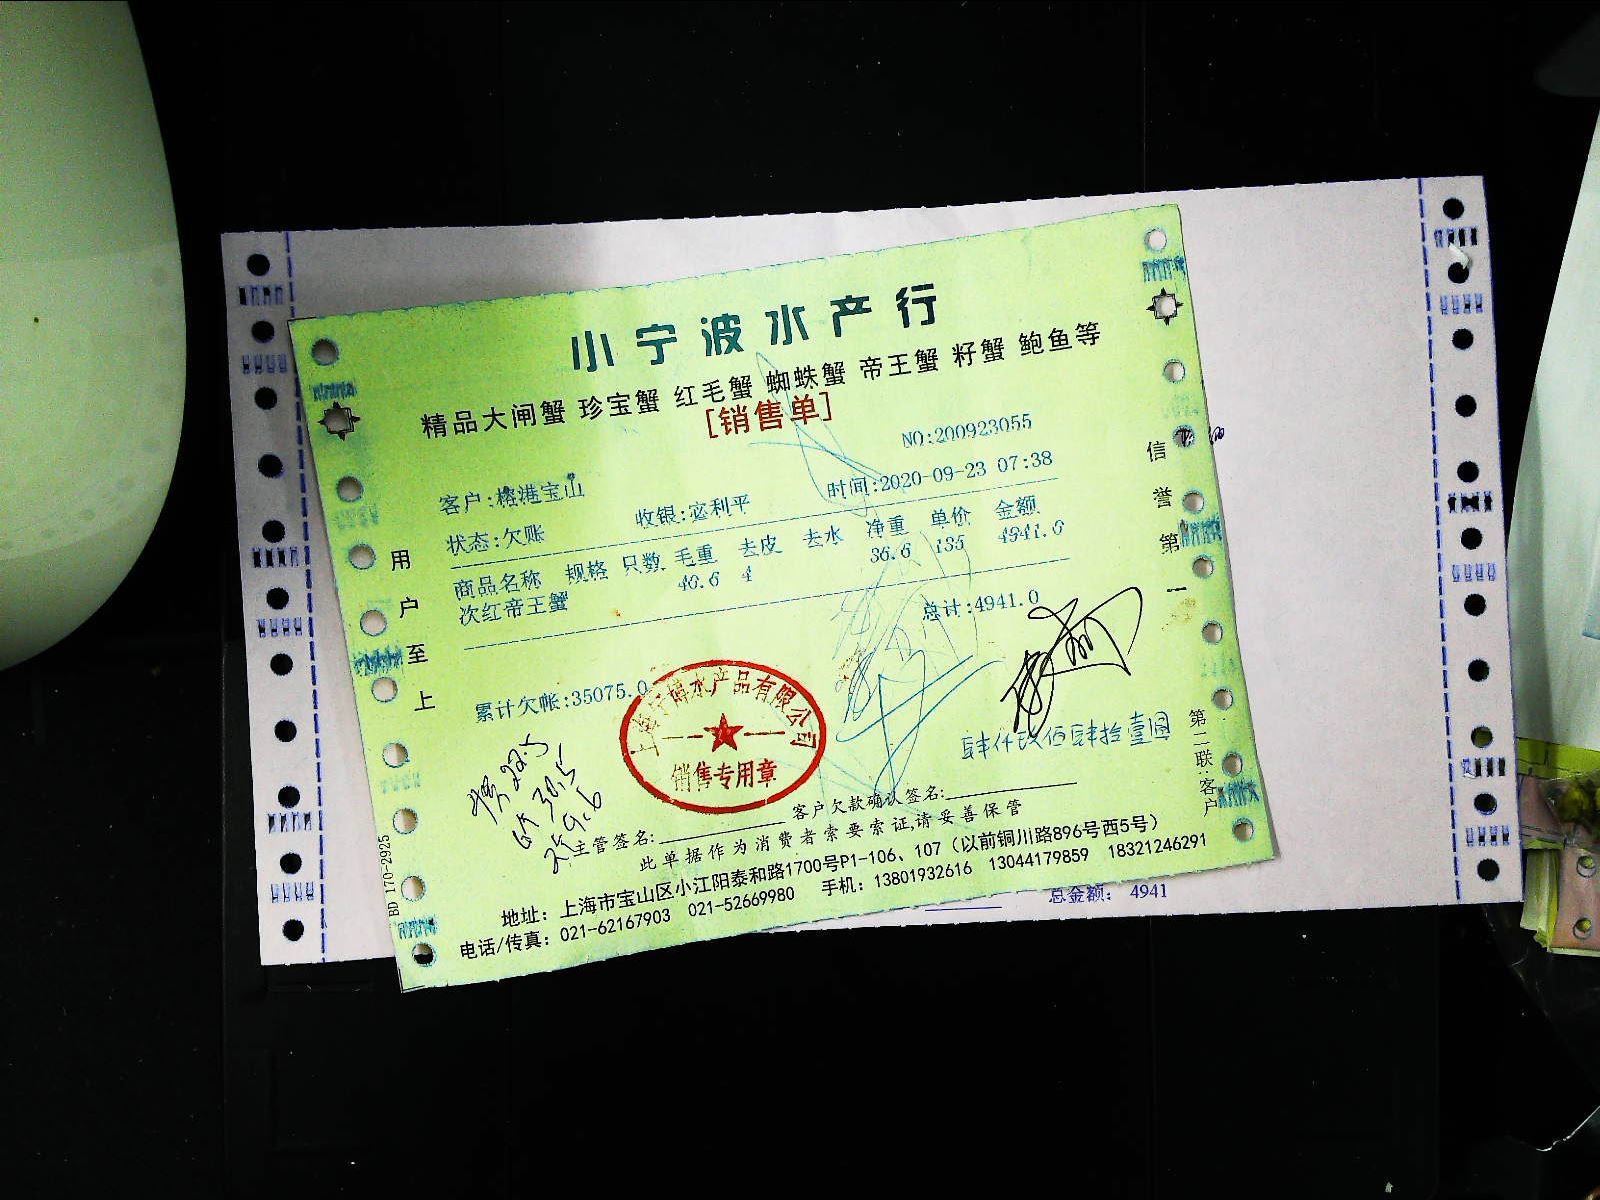 小宁波水产行
精品大闸蟹 珍宝蟹 红毛蟹 蜘蛛蟹 帝王蟹 籽蟹 鲍鱼等
[销售单]
NO:200923055
客户:榕港宝山
收银:宓利平
时间:2020-09-23 07:38
状态:欠账
商品名称 规格 只数 毛重 去皮 去水 净重 单价 金额
次红帝王蟹 40.6 4 36.6 135 4941.0
总计:4941.0
累计欠帐:35075.0
水产品有限公司
销售专用章
肆仟玖佰肆拾壹圆
22.5
主管签名:
客户欠款确认签名:
此单据作为消费者索要索证,请妥善保管
地址: 上海市宝山区小江阳泰和路1700号P1-106、107 (以前铜川路896号西5号)
电话/传真: 021-62167903 021-52669980 手机: 13801932616 13044179859 18321246291
用户至上
信誉第一
第二联:客户
BD 170-2925
总金额: 4941